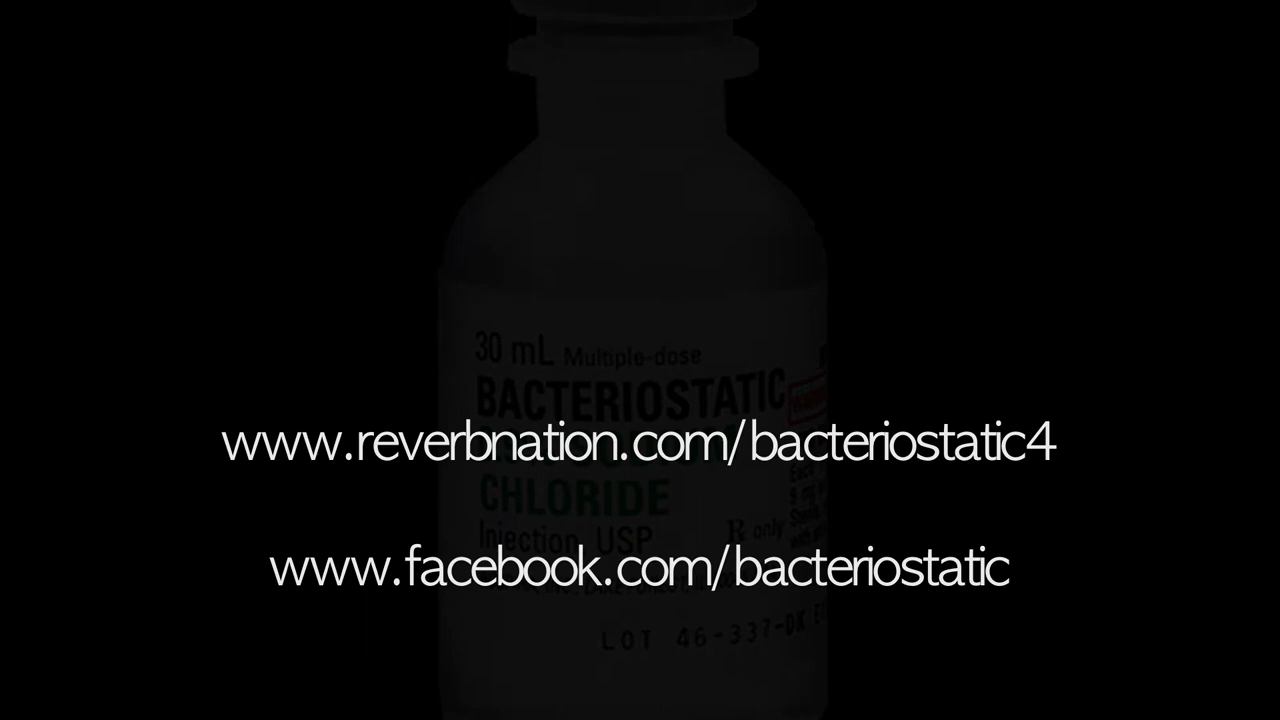 30 mL Multiple-dose
BACTERIOSTATIC
www.reverbnation.com/bacteriostatic4
CHLORIDE
Injection, USP
℞ only
www.facebook.com/bacteriostatic
LOT 46-337-DK